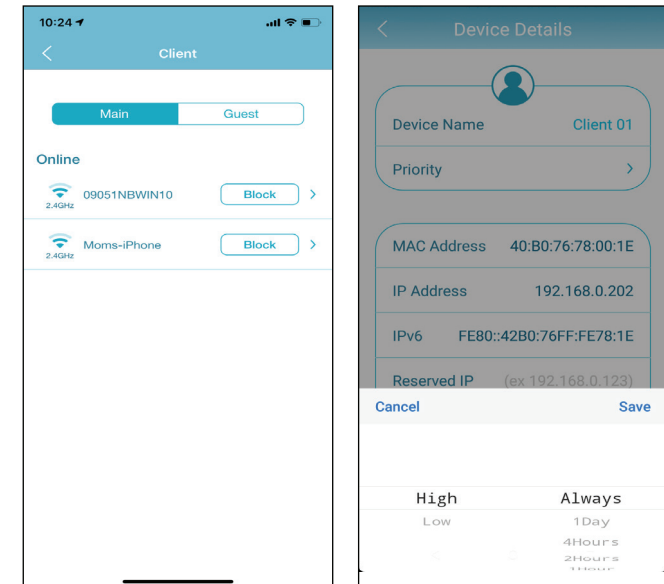 10:24
Client
Main Guest
Online
2.4GHz 09051NBWIN10 Block
2.4GHz Moms-iPhone Block
Device Details
Device Name Client 01
Priority
MAC Address 40:B0:76:78:00:1E
IP Address 192.168.0.202
IPv6 FE80::42B0:76FF:FE78:1E
Reserved IP (ex 192.168.0.123)
Cancel Save
High Always
Low 1Day
4Hours
2Hours
1Hour